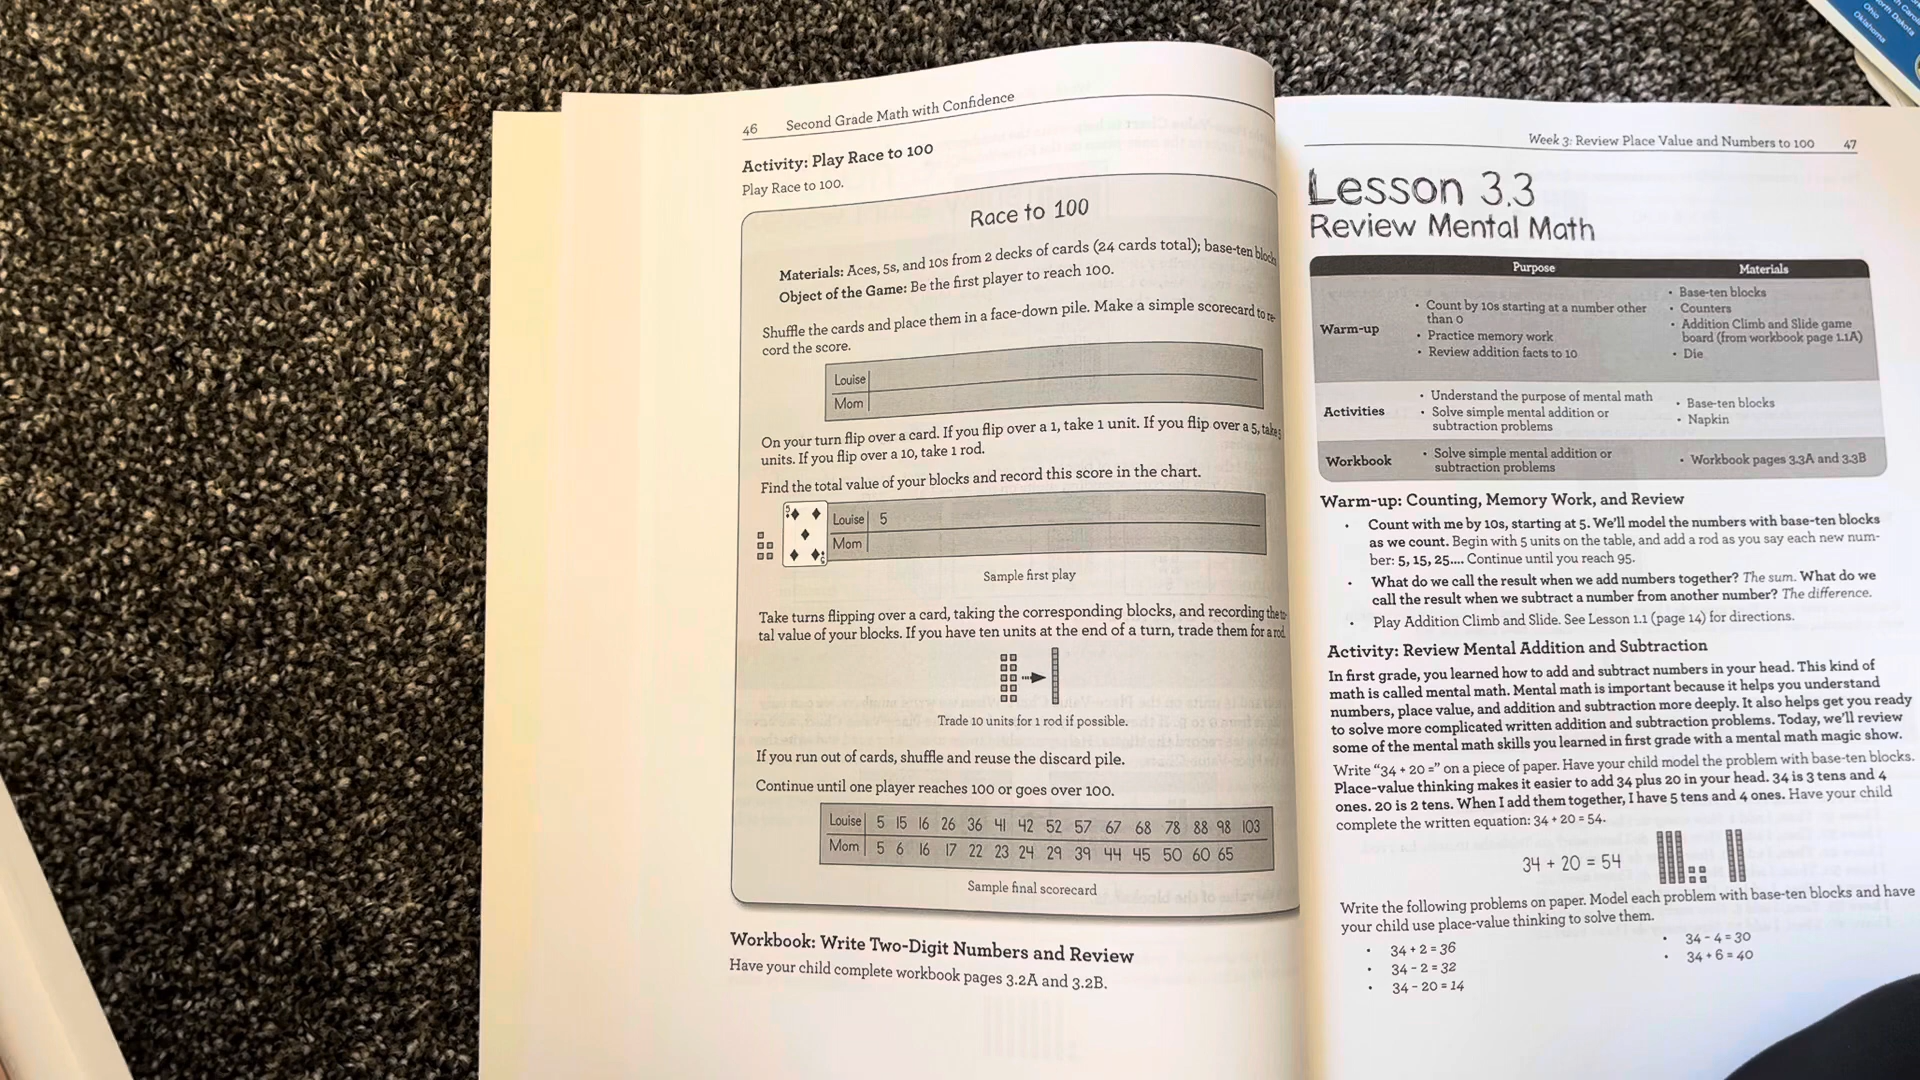 46 Second Grade Math with Confidence
Activity: Play Race to 100
Play Race to 100.
Race to 100
Materials: Aces, 5s, and 10s from 2 decks of cards (24 cards total); base-ten blocks
Object of the Game: Be the first player to reach 100.
Shuffle the cards and place them in a face-down pile. Make a simple scorecard to re-
cord the score.
Louise
Mom
On your turn flip over a card. If you flip over a 1, take 1 unit. If you flip over a 5, take 5
units. If you flip over a 10, take 1 rod.
Find the total value of your blocks and record this score in the chart.
5
Louise 5
Mom
5
Sample first play
Take turns flipping over a card, taking the corresponding blocks, and recording the to-
tal value of your blocks. If you have ten units at the end of a turn, trade them for a rod.
Trade 10 units for 1 rod if possible.
If you run out of cards, shuffle and reuse the discard pile.
Continue until one player reaches 100 or goes over 100.
Louise 5 15 16 26 36 41 42 52 57 67 68 78 88 98 103
Mom 5 6 16 17 22 23 24 29 39 44 45 50 60 65
Sample final scorecard
Workbook: Write Two-Digit Numbers and Review
Have your child complete workbook pages 3.2A and 3.2B.
Week 3: Review Place Value and Numbers to 100 47
Lesson 3.3
Review Mental Math
Purpose Materials
Warm-up
• Count by 10s starting at a number other
than 0
• Practice memory work
• Review addition facts to 10
• Base-ten blocks
• Counters
• Addition Climb and Slide game
board (from workbook page 1.1A)
• Die
Activities
• Understand the purpose of mental math
• Solve simple mental addition or
subtraction problems
• Base-ten blocks
• Napkin
Workbook
• Solve simple mental addition or
subtraction problems
• Workbook pages 3.3A and 3.3B
Warm-up: Counting, Memory Work, and Review
• Count with me by 10s, starting at 5. We'll model the numbers with base-ten blocks
as we count. Begin with 5 units on the table, and add a rod as you say each new num-
ber: 5, 15, 25.... Continue until you reach 95.
• What do we call the result when we add numbers together? The sum. What do we
call the result when we subtract a number from another number? The difference.
• Play Addition Climb and Slide. See Lesson 1.1 (page 14) for directions.
Activity: Review Mental Addition and Subtraction
In first grade, you learned how to add and subtract numbers in your head. This kind of
math is called mental math. Mental math is important because it helps you understand
numbers, place value, and addition and subtraction more deeply. It also helps get you ready
to solve more complicated written addition and subtraction problems. Today, we'll review
some of the mental math skills you learned in first grade with a mental math magic show.
Write "34 + 20 =" on a piece of paper. Have your child model the problem with base-ten blocks.
Place-value thinking makes it easier to add 34 plus 20 in your head. 34 is 3 tens and 4
ones. 20 is 2 tens. When I add them together, I have 5 tens and 4 ones. Have your child
complete the written equation: 34 + 20 = 54.
34 + 20 = 54
Write the following problems on paper. Model each problem with base-ten blocks and have
your child use place-value thinking to solve them.
• 34 + 2 = 36
• 34 - 2 = 32
• 34 - 20 = 14
• 34 - 4 = 30
• 34 + 6 = 40
North Dakota
Ohio
Oklahoma